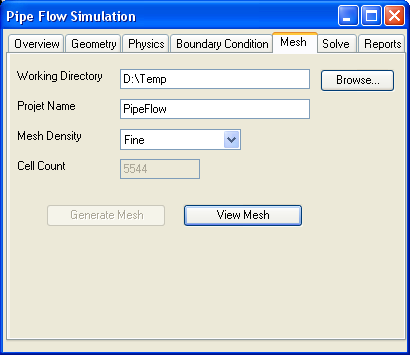 Pipe Flow Simulation
Overview Geometry Physics Boundary Condition Mesh Solve Reports
Working Directory D:\Temp Browse...
Projet Name PipeFlow
Mesh Density Fine
Cell Count 5544
Generate Mesh View Mesh